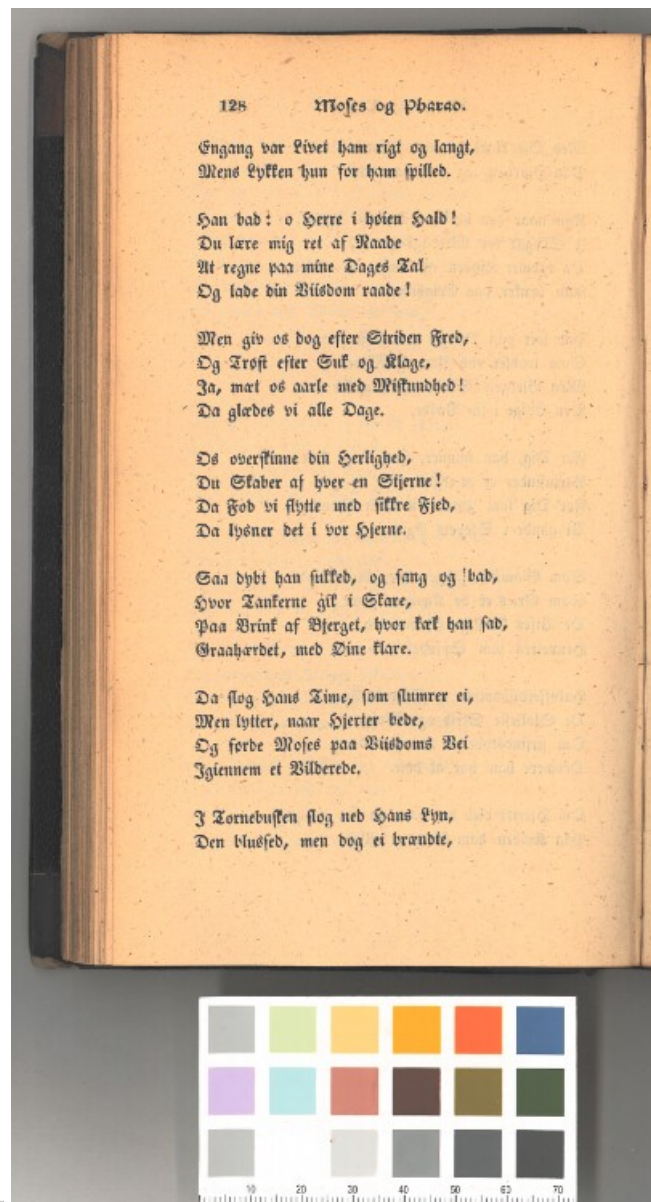 128 Moses og Pharao.
Engang var Livet ham rigt og langt,
Mens Lykken hun for ham spilled.
Han bad: o Herre i høien Hald!
Du lære mig ret af Naade
At regne paa mine Dages Tal
Og lade din Viisdom raade!
Men giv os dog efter Striden Fred,
Og Trøst efter Suk og Klage,
Ja, mæt os aarle med Miskundhed!
Da glædes vi alle Dage.
Os overskinne din Herlighed,
Du Skaber af hver en Stjerne!
Da Fod vi flytte med sikkre Fjed,
Da lysner det i vor Hjerne.
Saa dybt han sukked, og sang og bad,
Hvor Tankerne gik i Skare,
Paa Brink af Bjerget, hvor kæk han sad,
Graahærdet, med Øine klare.
Da slog Hans Time, som slumrer ei,
Men lytter, naar Hjerter bede,
Og førde Moses paa Viisdoms Vei
Igiennem et Vilderede.
I Tornebusken slog ned Hans Lyn,
Den blussed, men dog ei brændte,
10 20 30 40 50 60 70